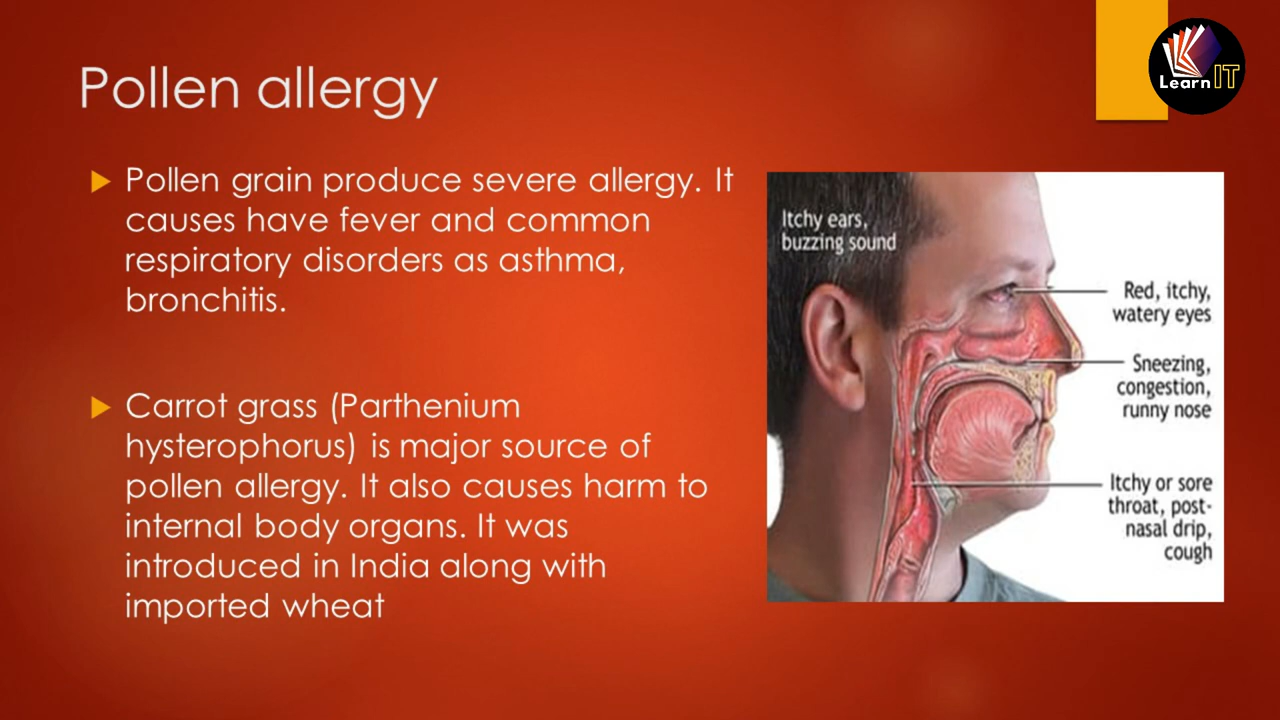 Pollen allergy
Learn IT
Pollen grain produce severe allergy. It
causes have fever and common
respiratory disorders as asthma,
bronchitis.
Carrot grass (Parthenium
hysterophorus) is major source of
pollen allergy. It also causes harm to
internal body organs. It was
introduced in India along with
imported wheat
Itchy ears,
buzzing sound
Red, itchy,
watery eyes
Sneezing,
congestion,
runny nose
Itchy or sore
throat, post-
nasal drip,
cough